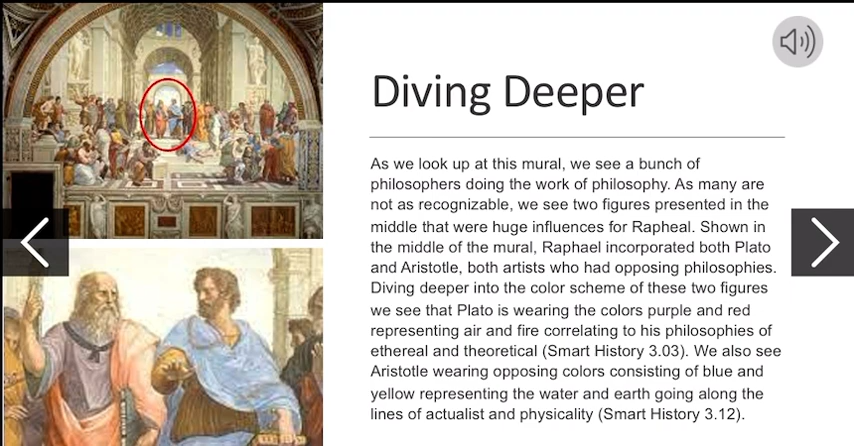 Diving Deeper
As we look up at this mural, we see a bunch of
philosophers doing the work of philosophy. As many are
not as recognizable, we see two figures presented in the
middle that were huge influences for Rapheal. Shown in
the middle of the mural, Raphael incorporated both Plato
and Aristotle, both artists who had opposing philosophies.
Diving deeper into the color scheme of these two figures
we see that Plato is wearing the colors purple and red
representing air and fire correlating to his philosophies of
ethereal and theoretical (Smart History 3.03). We also see
Aristotle wearing opposing colors consisting of blue and
yellow representing the water and earth going along the
lines of actualist and physicality (Smart History 3.12).